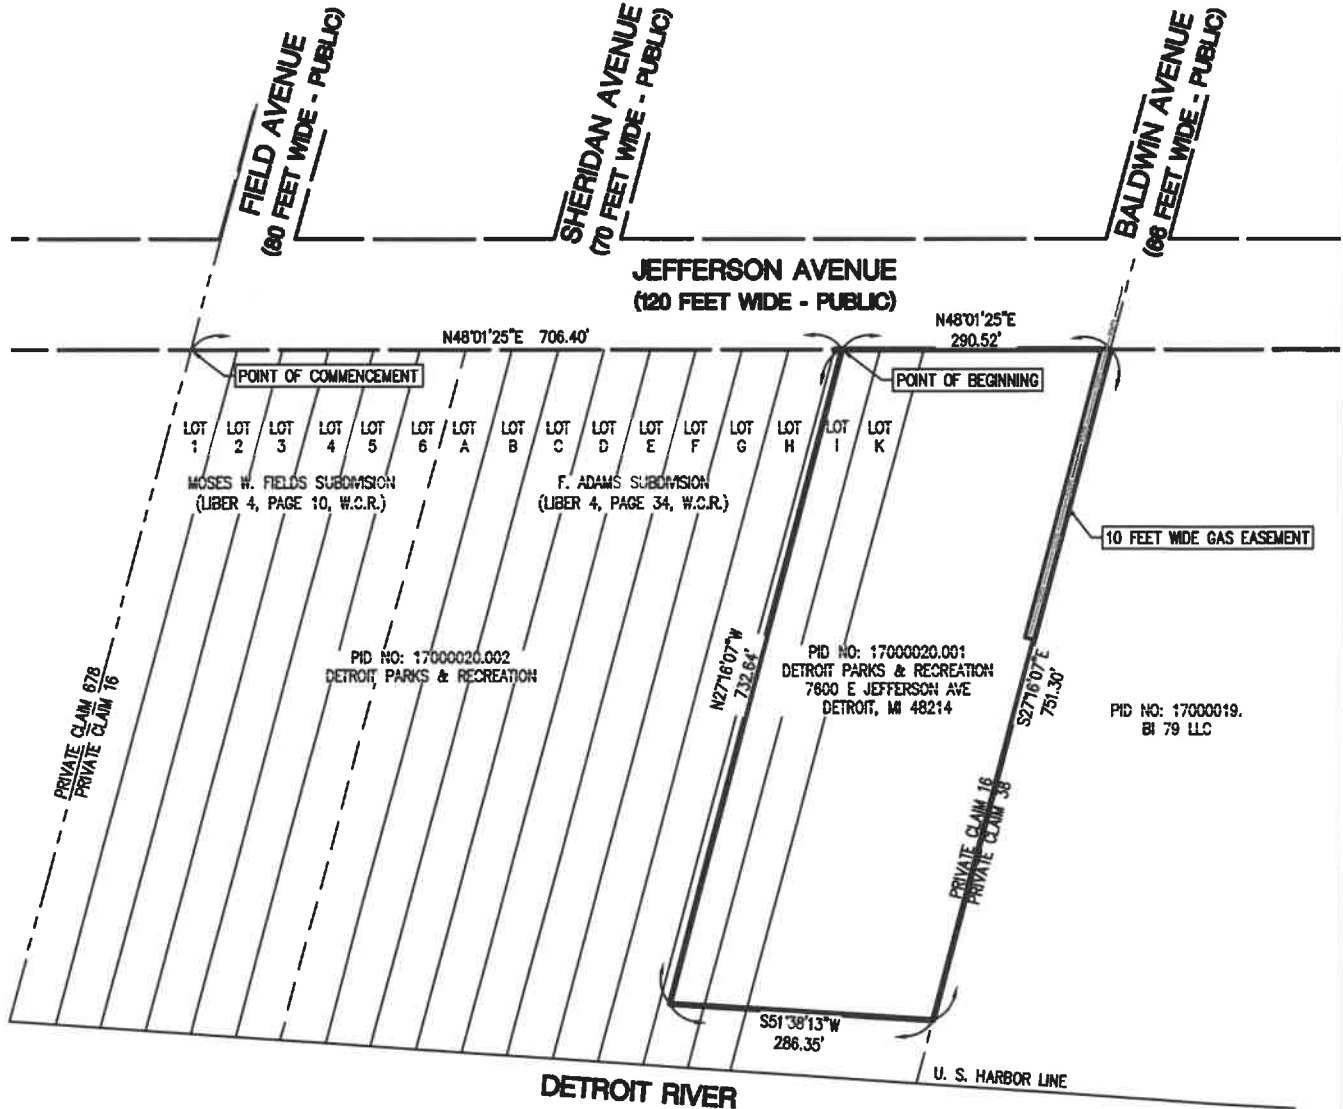 FIELD AVENUE
(80 FEET WIDE - PUBLIC)
SHERIDAN AVENUE
(70 FEET WIDE - PUBLIC)
BALDWIN AVENUE
(66 FEET WIDE - PUBLIC)
JEFFERSON AVENUE
(120 FEET WIDE - PUBLIC)
N48°01'25"E 706.40'
N48°01'25"E
290.52'
POINT OF COMMENCEMENT
POINT OF BEGINNING
LOT
1
LOT
2
LOT
3
LOT
4
LOT
5
LOT
6
LOT
A
LOT
B
LOT
C
LOT
D
LOT
E
LOT
F
LOT
G
LOT
H
LOT
I
LOT
K
MOSES W. FIELDS SUBDIVISION
(LIBER 4, PAGE 10, W.C.R.)
F. ADAMS SUBDIVISION
(LIBER 4, PAGE 34, W.C.R.)
10 FEET WIDE GAS EASEMENT
PID NO: 17000020.002
DETROIT PARKS & RECREATION
N27°16'07"W
732.64'
PID NO: 17000020.001
DETROIT PARKS & RECREATION
7600 E JEFFERSON AVE
DETROIT, MI 48214
S27°16'07"E
751.30'
PID NO: 17000019.
BI 79 LLC
PRIVATE CLAIM 678
PRIVATE CLAIM 16
PRIVATE CLAIM 16
PRIVATE CLAIM 38
S51°38'13"W
286.35'
U. S. HARBOR LINE
DETROIT RIVER